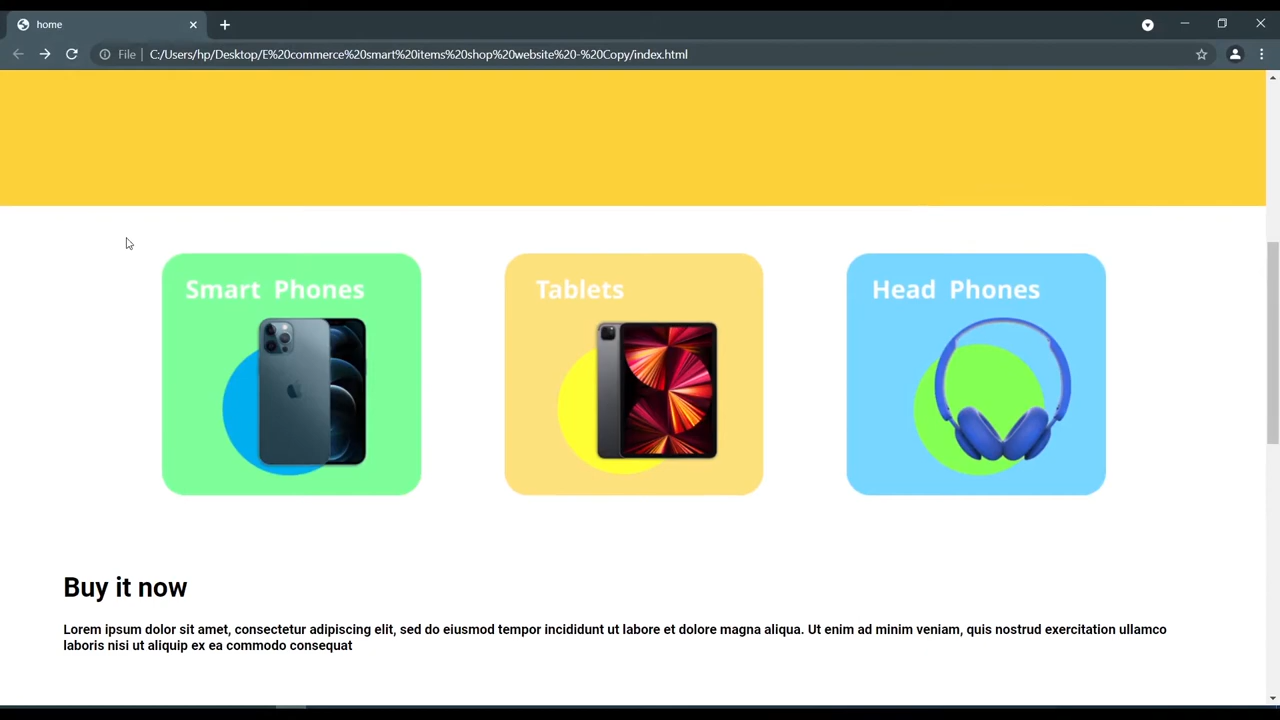 home
File C:/Users/hp/Desktop/E%20commerce%20smart%20items%20shop%20website%20-%20Copy/index.html
Smart Phones
Tablets
Head Phones
Buy it now
Lorem ipsum dolor sit amet, consectetur adipiscing elit, sed do eiusmod tempor incididunt ut labore et dolore magna aliqua. Ut enim ad minim veniam, quis nostrud exercitation ullamco
laboris nisi ut aliquip ex ea commodo consequat